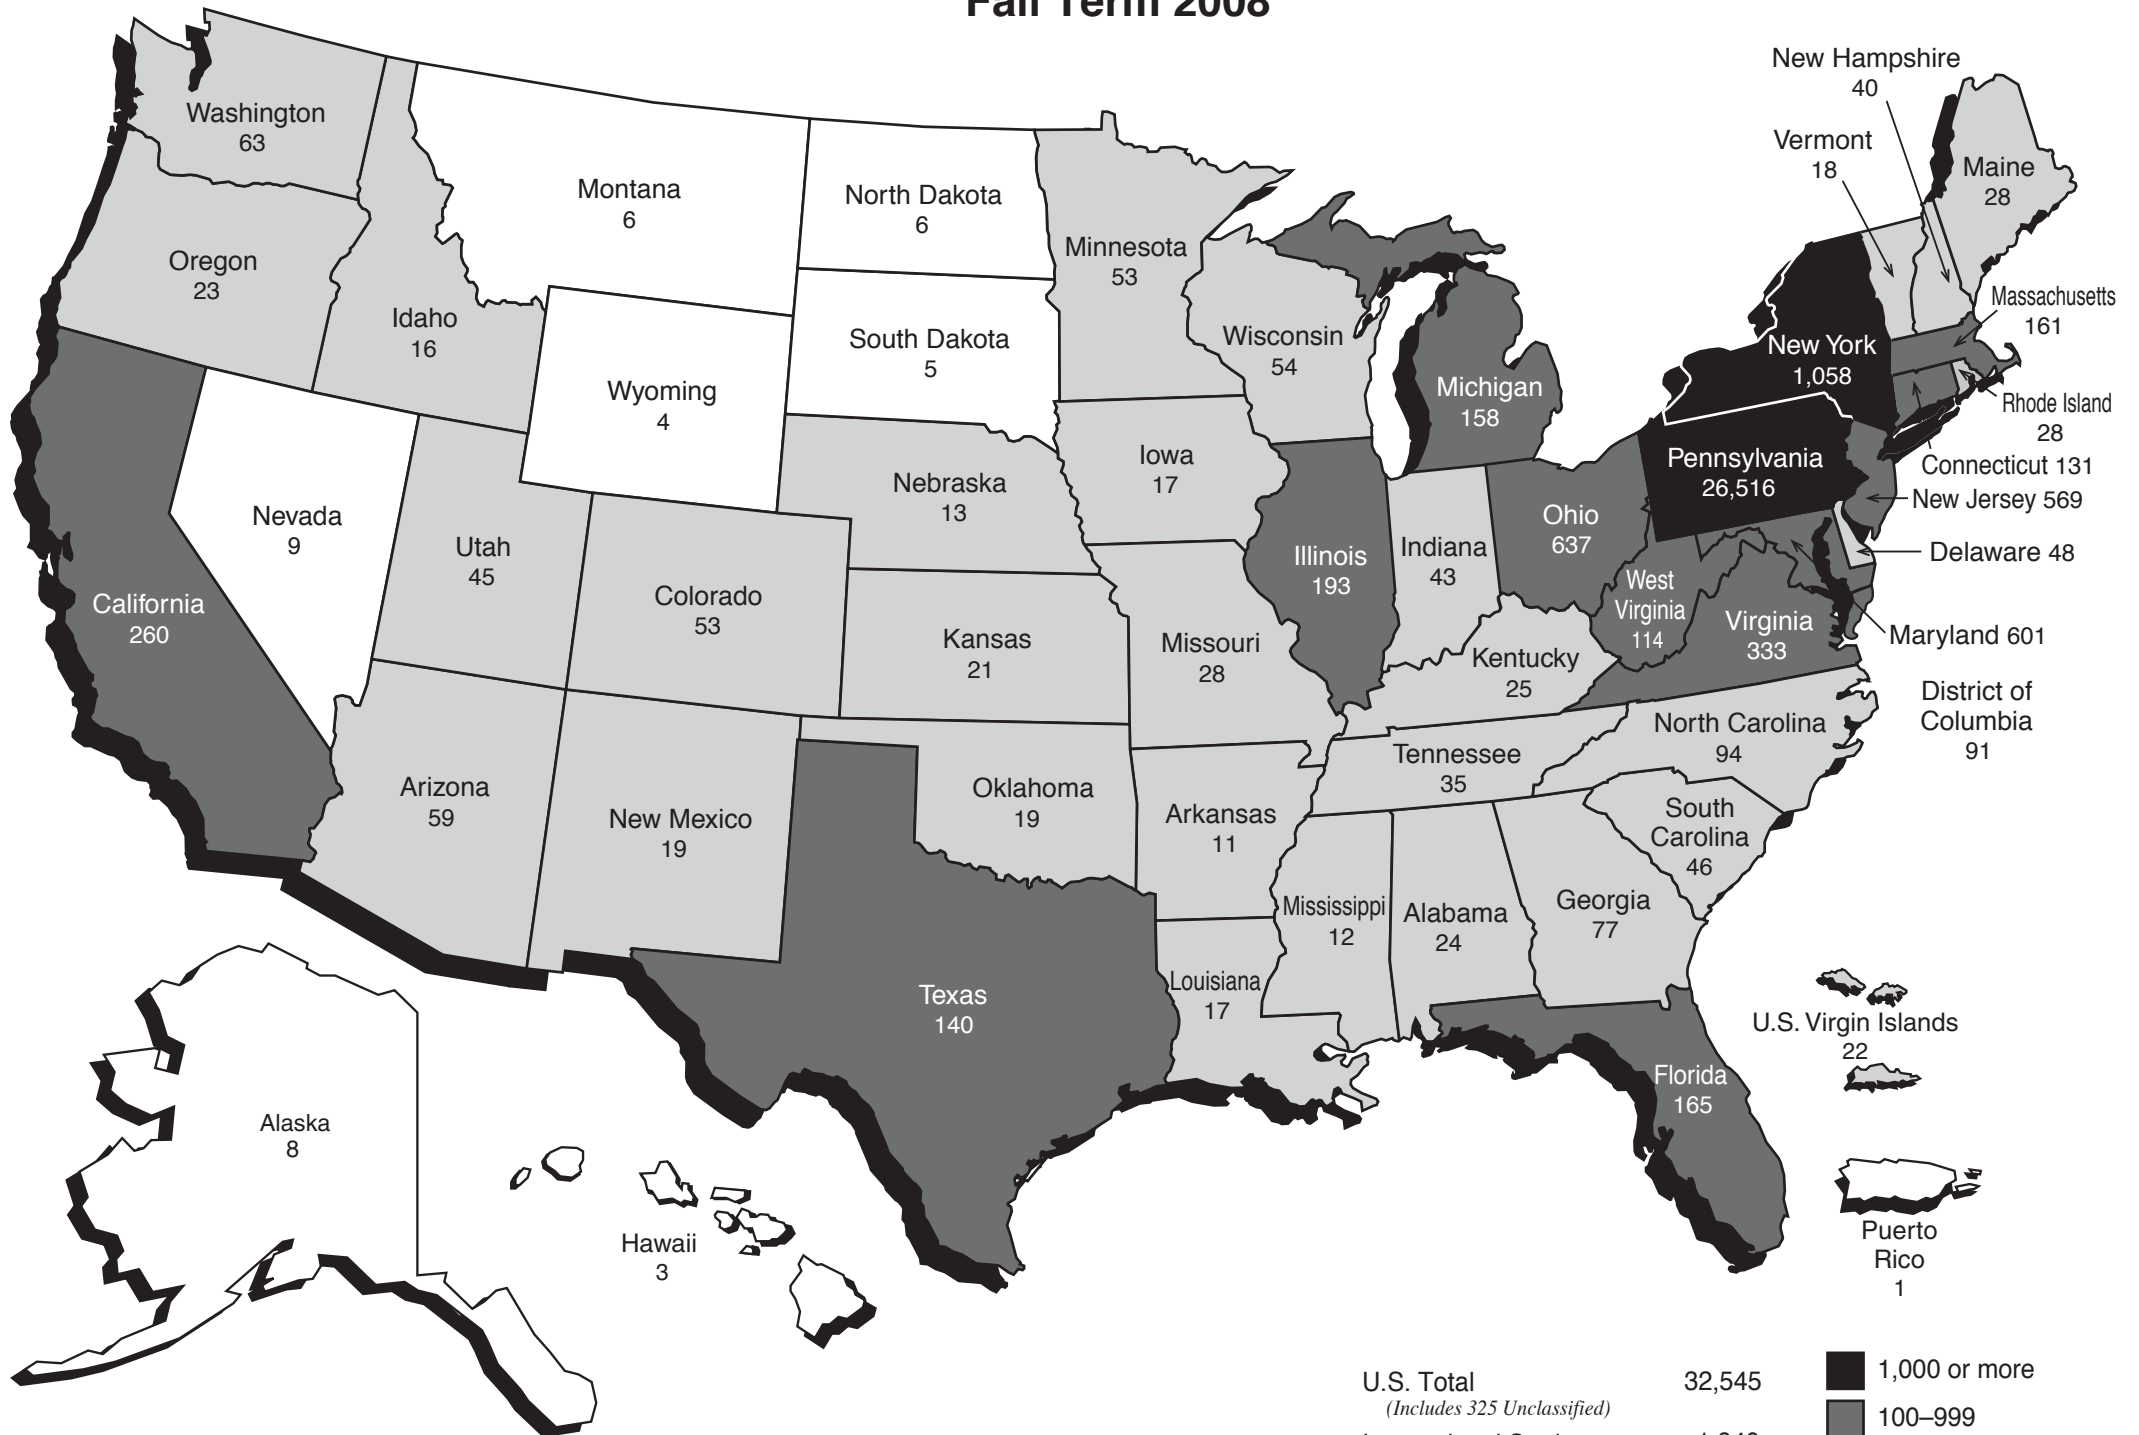 Fall Term 2008
New Hampshire
40
Vermont
18
Washington
63
Maine
28
Montana
6
North Dakota
6
Minnesota
53
Oregon
23
Idaho
16
Massachusetts
161
South Dakota
5
Wisconsin
54
New York
1,058
Wyoming
4
Michigan
158
Rhode Island
28
Iowa
17
Pennsylvania
26,516
Connecticut 131
Nebraska
13
New Jersey 569
Nevada
9
Ohio
637
Utah
45
Illinois
193
Indiana
43
Delaware 48
Colorado
53
West
Virginia
114
California
260
Virginia
333
Maryland 601
Kansas
21
Missouri
28
Kentucky
25
District of
Columbia
91
North Carolina
94
Tennessee
35
Arizona
59
Oklahoma
19
New Mexico
19
Arkansas
11
South
Carolina
46
Mississippi
12
Alabama
24
Georgia
77
Louisiana
17
Texas
140
U.S. Virgin Islands
22
Florida
165
Alaska
8
Hawaii
3
Puerto
Rico
1
U.S. Total 32,545
(Includes 325 Unclassified)
1,000 or more
100–999